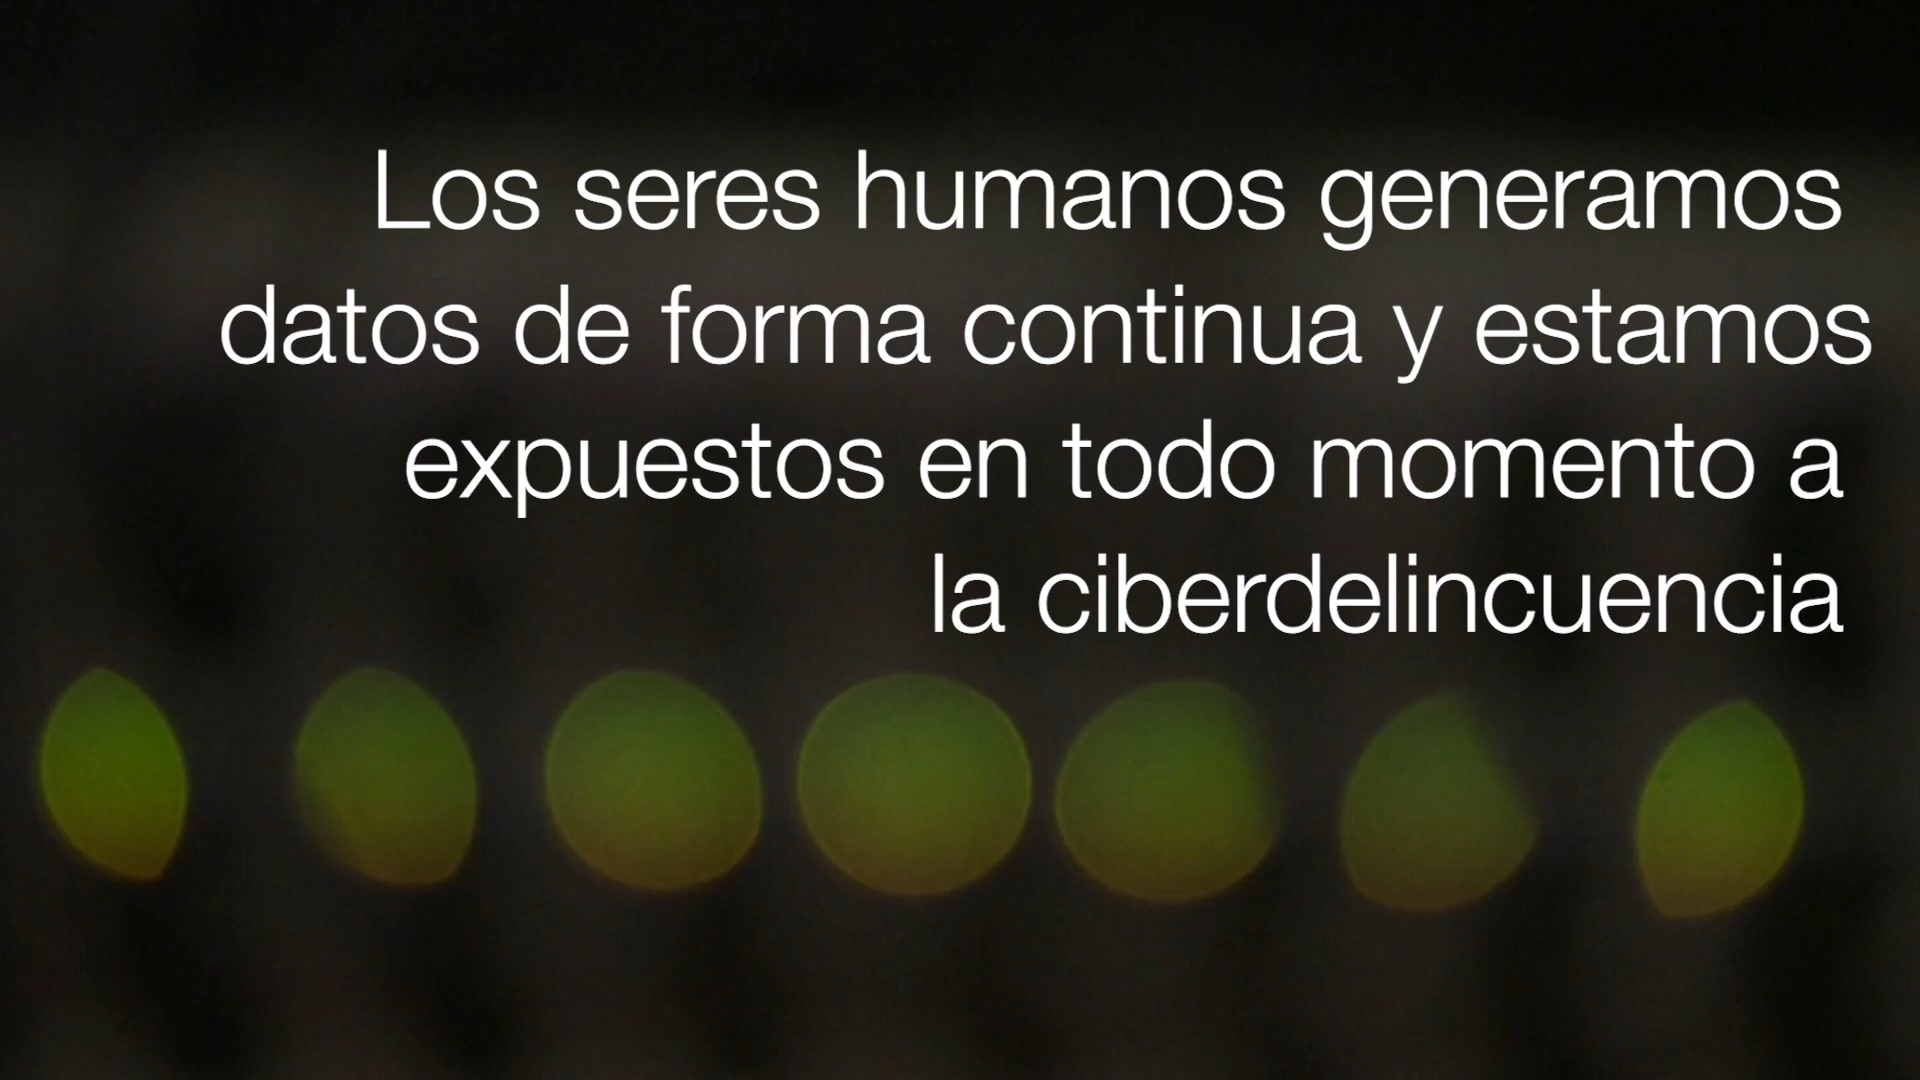 Los seres humanos generamos
datos de forma continua y estamos
expuestos en todo momento a
la ciberdelincuencia